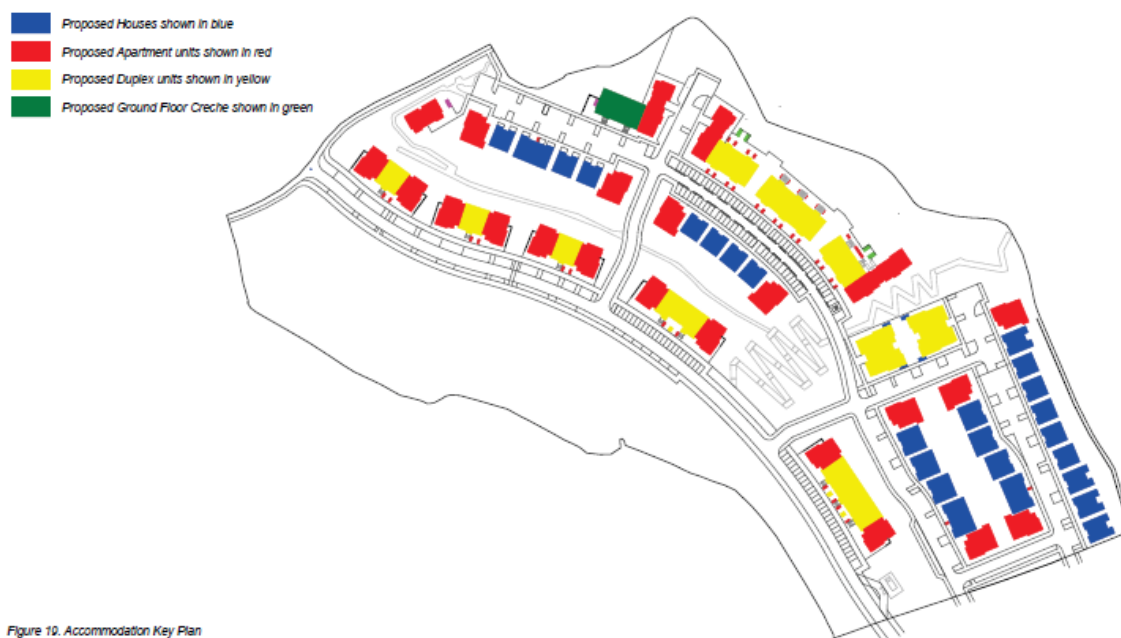 Proposed Houses shown in blue
Proposed Apartment units shown in red
Proposed Duplex units shown in yellow
Proposed Ground Floor Creche shown in green
Figure 19. Accommodation Key Plan